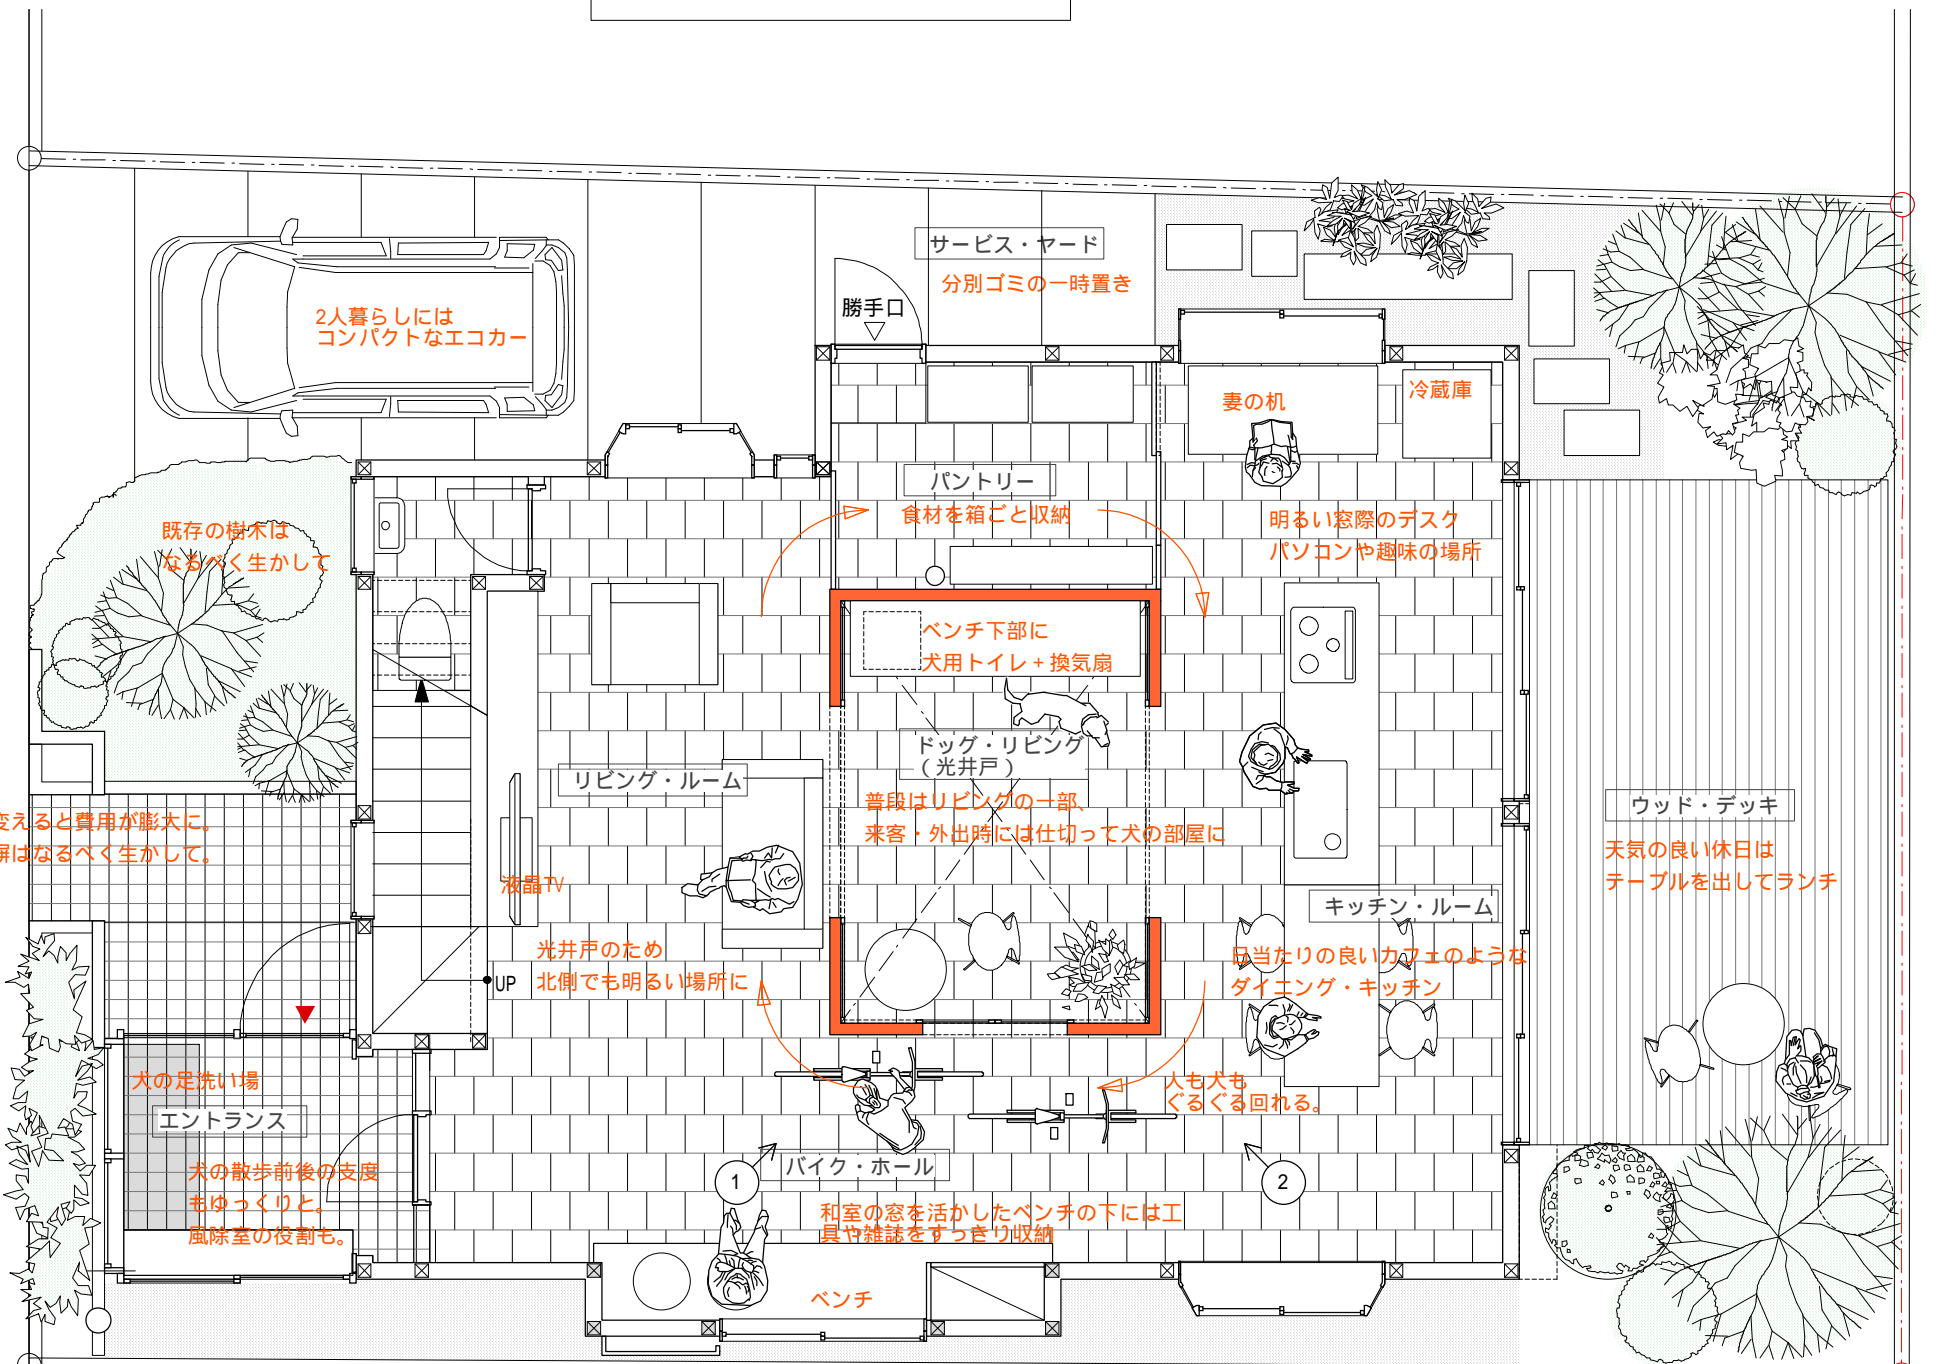 サービス・ヤード
分別ゴミの一時置き
勝手口
2人暮らしには
コンパクトなエコカー
妻の机
冷蔵庫
パントリー
食材を箱ごと収納
明るい窓際のデスク
パソコンや趣味の場所
既存の樹木は
なるべく生かして
ベンチ下部に
犬用トイレ+換気扇
ドッグ・リビング
(光井戸)
普段はリビングの一部、
来客・外出時には仕切って犬の部屋に
リビング・ルーム
液晶TV
変えると費用が膨大に。
塀はなるべく生かして。
ウッド・デッキ
天気の良い休日は
テーブルを出してランチ
キッチン・ルーム
日当たりの良いカフェのような
ダイニング・キッチン
光井戸のため
北側でも明るい場所に
UP
犬の足洗い場
エントランス
犬の散歩前後の支度
もゆっくりと。
風除室の役割も。
人も犬も
ぐるぐる回れる。
1
バイク・ホール
2
和室の窓を活かしたベンチの下には工
具や雑誌をすっきり収納
ベンチ